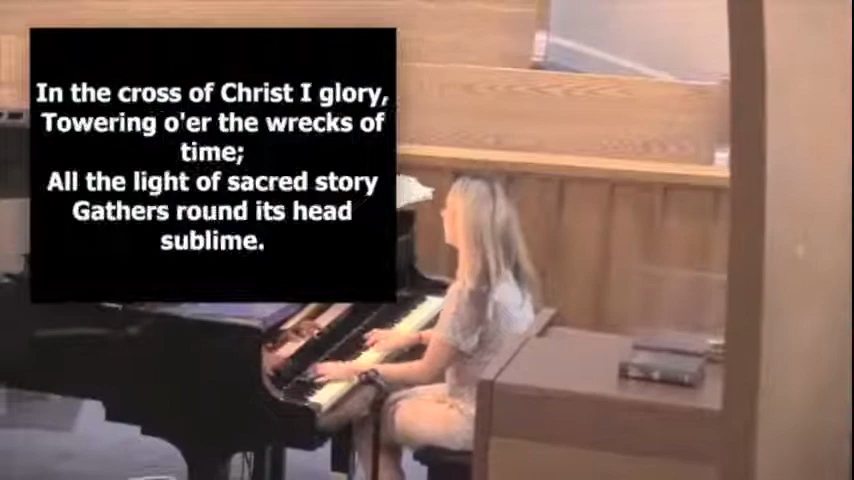 In the cross of Christ I glory,
Towering o'er the wrecks of
time;
All the light of sacred story
Gathers round its head
sublime.